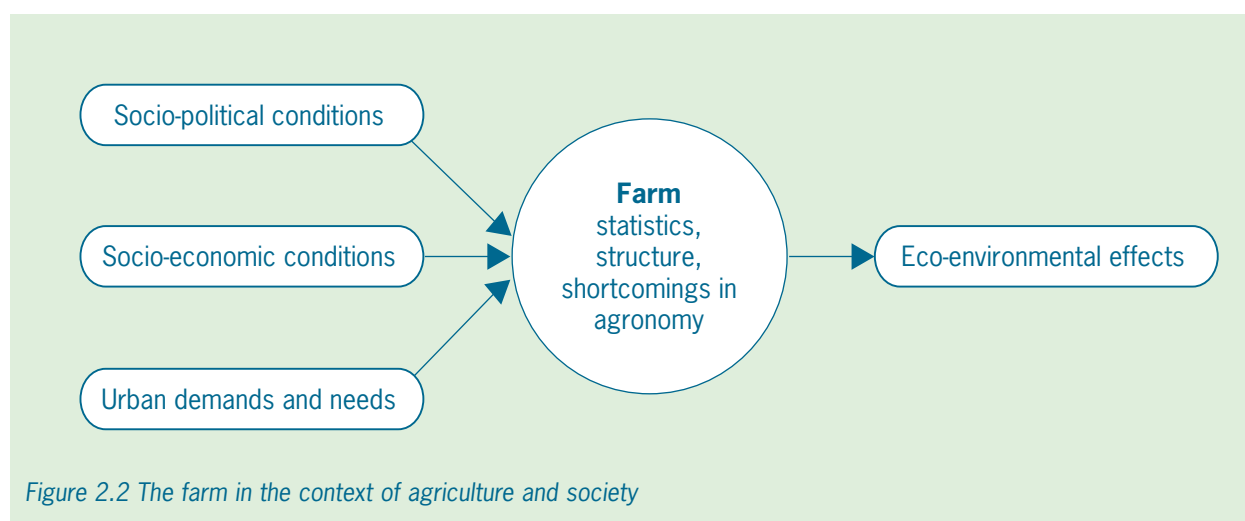 Socio-political conditions
Socio-economic conditions
Urban demands and needs
Farm
statistics,
structure,
shortcomings in
agronomy
Eco-environmental effects
Figure 2.2 The farm in the context of agriculture and society